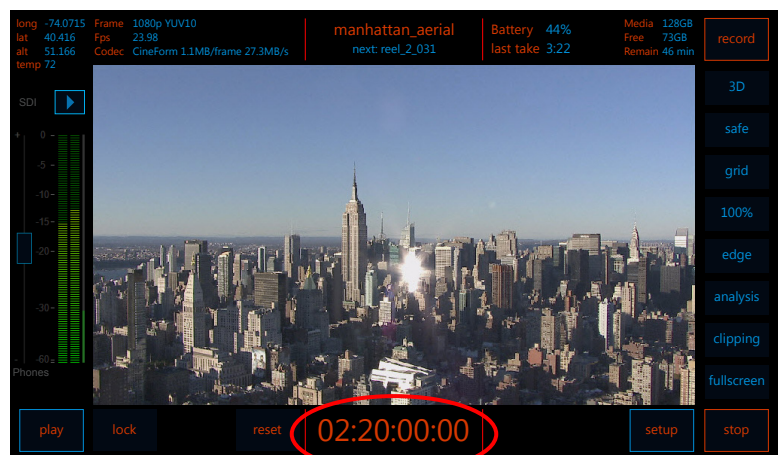 long -74.0715
lat 40.416
alt 51.166
temp 72
Frame 1080p YUV10
Fps 23.98
Codec CineForm 1.1MB/frame 27.3MB/s
manhattan_aerial
next: reel_2_031
Battery 44%
last take 3:22
Media 128GB
Free 73GB
Remain 46 min
record
SDI
3D
safe
grid
100%
edge
analysis
clipping
fullscreen
+ 0 -
-5 -
-10 -
-15 -
-20 -
-30 -
- -60 -
Phones
play
lock
reset
02:20:00:00
setup
stop